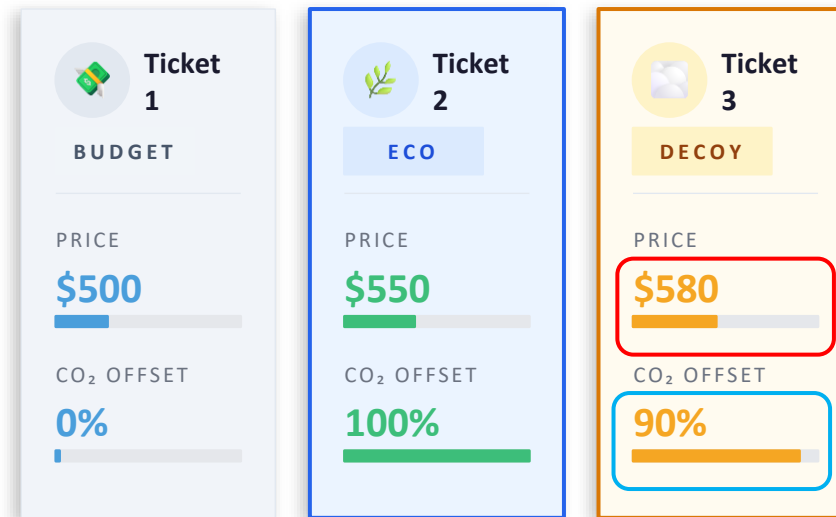 Ticket
1
BUDGET
PRICE
$500
CO₂ OFFSET
0%
Ticket
2
ECO
PRICE
$550
CO₂ OFFSET
100%
Ticket
3
DECOY
PRICE
$580
CO₂ OFFSET
90%